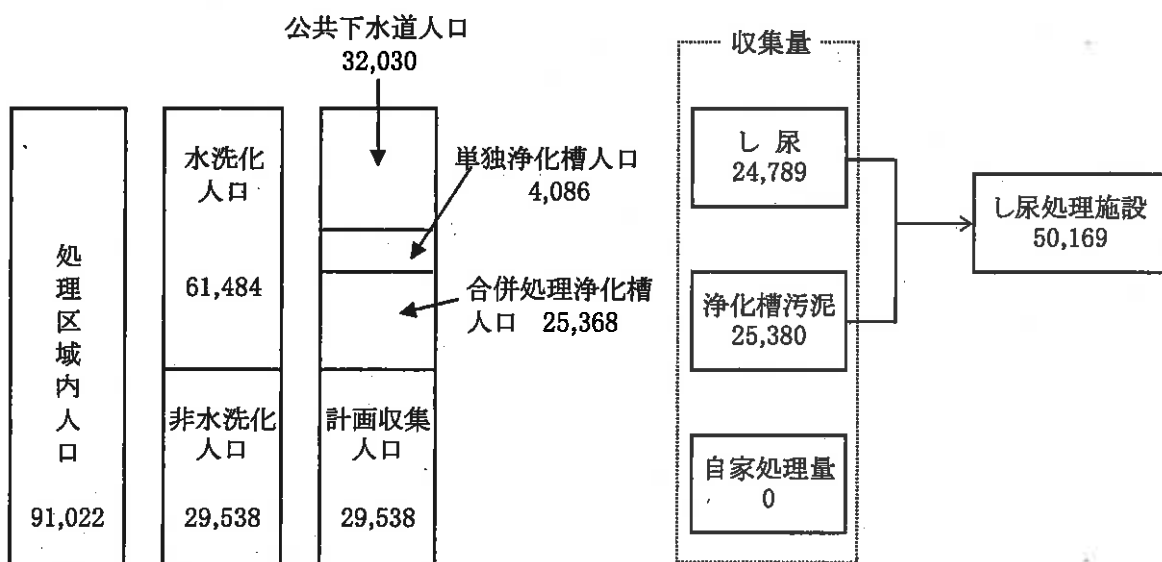 公共下水道人口
32,030
処理区域内人口
91,022
水洗化
人口
61,484
非水洗化
人口
29,538
単独浄化槽人口
4,086
合併処理浄化槽
人口 25,368
計画収集
人口
29,538
収集量
し尿
24,789
浄化槽汚泥
25,380
自家処理量
0
し尿処理施設
50,169